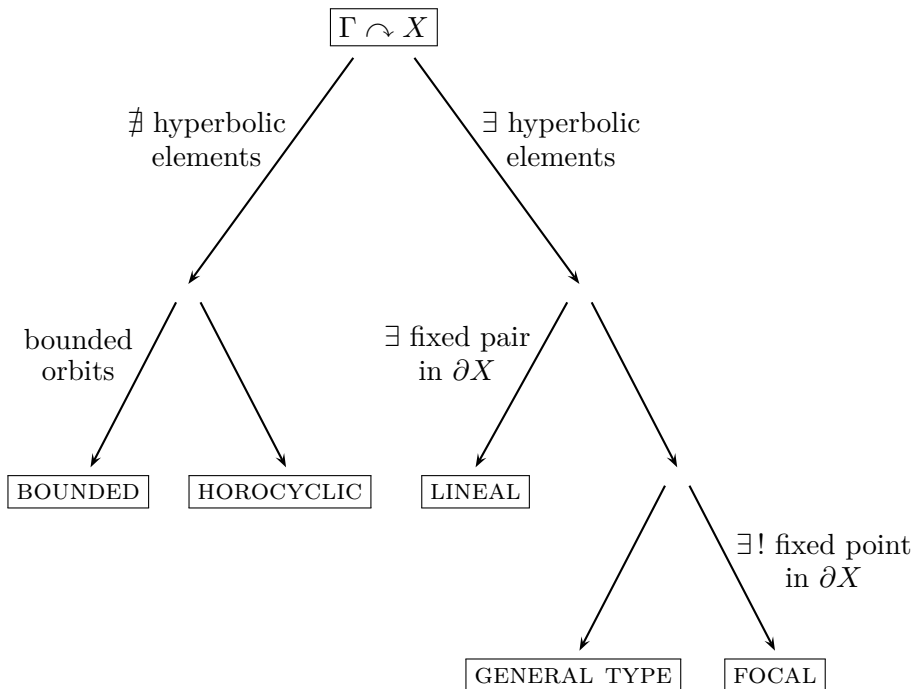 Γ ↷ X
∄ hyperbolic
elements
∃ hyperbolic
elements
bounded
orbits
∃ fixed pair
in ∂X
BOUNDED
HOROCYCLIC
LINEAL
∃! fixed point
in ∂X
GENERAL TYPE
FOCAL